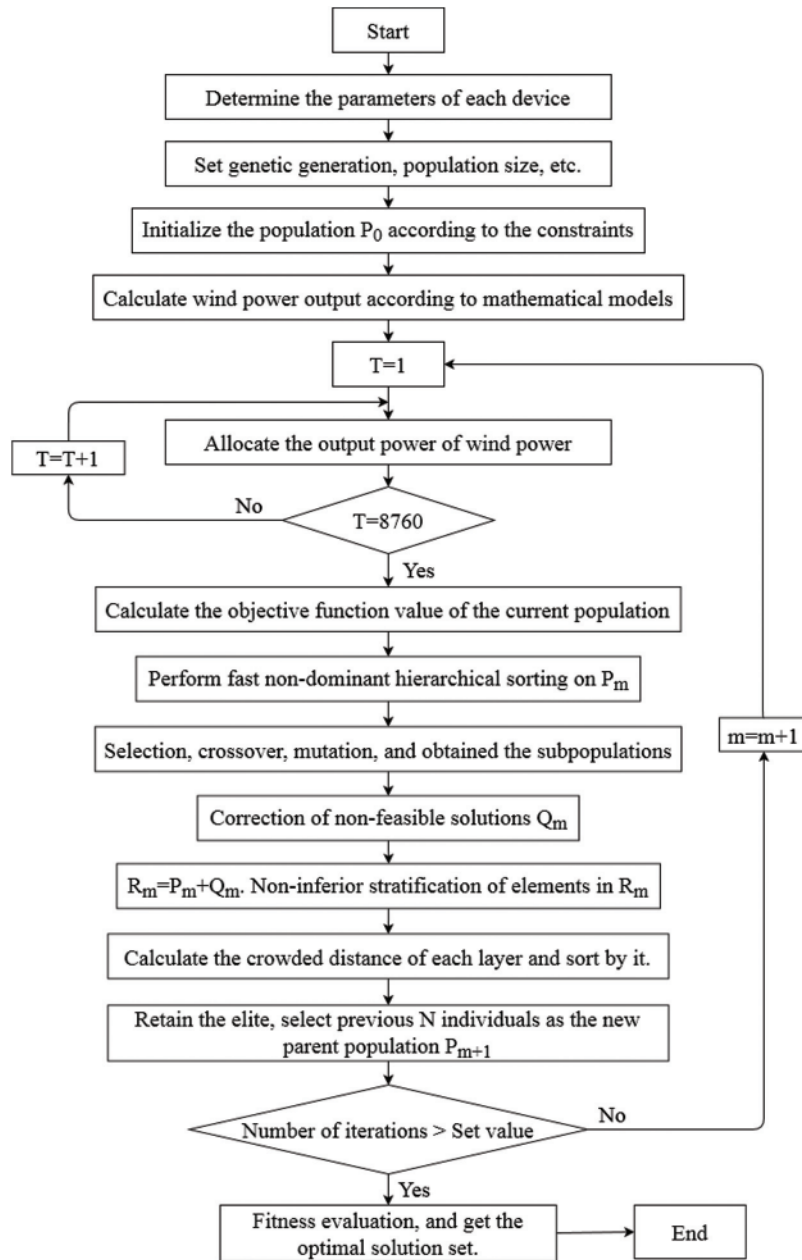 Start
Determine the parameters of each device
Set genetic generation, population size, etc.
Initialize the population P₀ according to the constraints
Calculate wind power output according to mathematical models
T=1
Allocate the output power of wind power
T=T+1
No
T=8760
Yes
Calculate the objective function value of the current population
Perform fast non-dominant hierarchical sorting on Pₘ
m=m+1
Selection, crossover, mutation, and obtained the subpopulations
Correction of non-feasible solutions Qₘ
Rₘ=Pₘ+Qₘ. Non-inferior stratification of elements in Rₘ
Calculate the crowded distance of each layer and sort by it.
Retain the elite, select previous N individuals as the new
parent population Pₘ₊₁
No
Number of iterations > Set value
Yes
Fitness evaluation, and get the
optimal solution set.
End